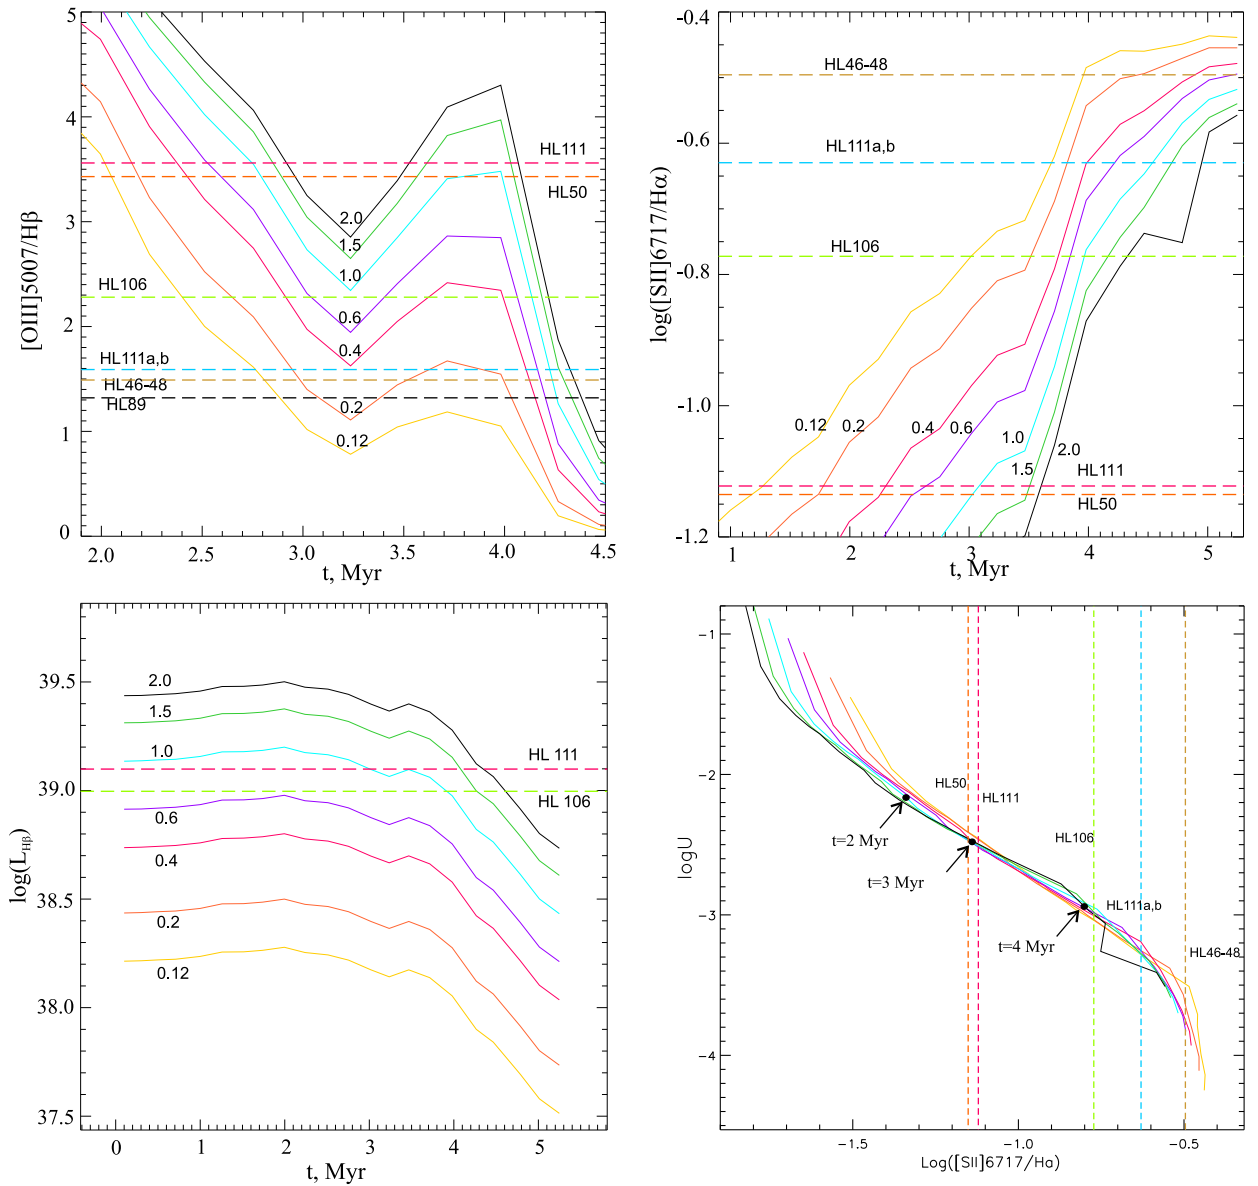 5
4
3
2
1
0
[OIII]5007/Hβ
HL111
HL50
HL106
HL111a,b
HL46-48
HL89
2.0
1.5
1.0
0.6
0.4
0.2
0.12
2.0 2.5 3.0 3.5 4.0 4.5
t, Myr
-0.4
-0.6
-0.8
-1.0
-1.2
log([SII]6717/Hα)
HL46-48
HL111a,b
HL106
0.12 0.2 0.4 0.6 1.0 1.5 2.0
HL111
HL50
1 2 3 4 5
t, Myr
39.5
39.0
38.5
38.0
37.5
log(LHβ)
2.0
1.5
1.0
HL 111
HL 106
0.6
0.4
0.2
0.12
0 1 2 3 4 5
t, Myr
-1
-2
-3
-4
logU
HL50
HL111
HL106
HL111a,b
HL46-48
t=2 Myr
t=3 Myr
t=4 Myr
-1.5 -1.0 -0.5
Log([SII]6717/Ha)